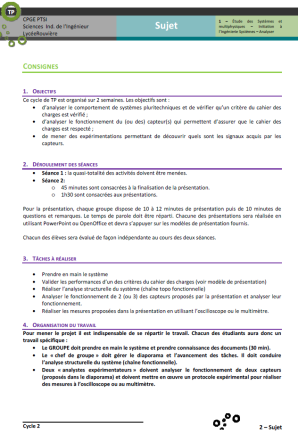 TP
CPGE PTSI
Sciences Ind. de l'Ingénieur
LycéeRouvière
Sujet
1 – Étude des Systèmes et
multiphysiques – Initiation à
l'Ingénierie Systèmes – Analyser
CONSIGNES
1. OBJECTIFS
Ce cycle de TP est organisé sur 2 semaines. Les objectifs sont :
• d'analyser le comportement de systèmes pluritechniques et de vérifier qu'un critère du cahier des
charges est vérifié ;
• d'analyser le fonctionnement du (ou des) capteur(s) qui permettent d'assurer que le cahier des
charges est respecté ;
• de mener des expérimentations permettant de découvrir quels sont les signaux acquis par les
capteurs.
2. DÉROULEMENT DES SÉANCES
• Séance 1 : la quasi-totalité des activités doivent être menées.
• Séance 2:
o 45 minutes sont consacrées à la finalisation de la présentation.
o 1h30 sont consacrées aux présentations.
Pour la présentation, chaque groupe dispose de 10 à 12 minutes de présentation puis de 10 minutes de
questions et remarques. Le temps de parole doit être réparti. Chacune des présentations sera réalisée en
utilisant PowerPoint ou OpenOffice et devra s'appuyer sur les modèles de présentation fournis.
Chacun des élèves sera évalué de façon indépendante au cours des deux séances.
3. TÂCHES À RÉALISER
• Prendre en main le système
• Valider les performances d'un des critères du cahier des charges (voir modèle de présentation)
• Réaliser l'analyse structurelle du système (chaîne topo fonctionnelle)
• Analyser le fonctionnement de 2 (ou 3) des capteurs proposés par la présentation et analyser leur
fonctionnement.
• Réaliser les mesures proposées dans la présentation en utilisant l'oscilloscope ou le multimètre.
4. ORGANISATION DU TRAVAIL
Pour mener le projet il est indispensable de se répartir le travail. Chacun des étudiants aura donc un
travail spécifique :
• Le GROUPE doit prendre en main le système et prendre connaissance des documents (30 min).
• Le « chef de groupe » doit gérer le diaporama et l'avancement des tâches. Il doit conduire
l'analyse structurelle du système (chaîne fonctionnelle).
• Deux « analystes expérimentateurs » doivent analyser le fonctionnement de deux capteurs
(proposés dans le diaporama) et doivent mettre en œuvre un protocole expérimental pour réaliser
des mesures à l'oscilloscope ou au multimètre.
Cycle 2
2 – Sujet